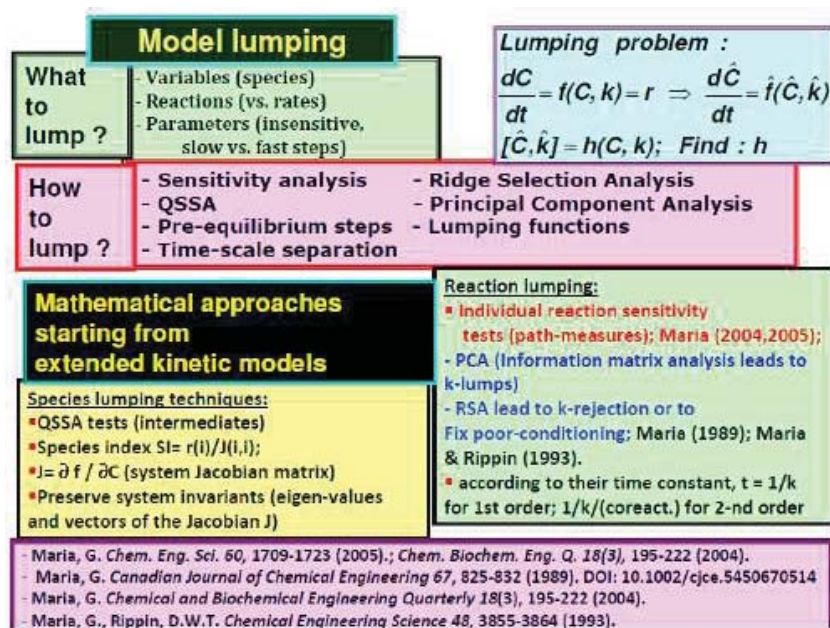 Model lumping
What
to
lump ?
- Variables (species)
- Reactions (vs. rates)
- Parameters (insensitive,
slow vs. fast steps)
Lumping problem :
dC/dt = f(C, k) = r ⇒ dĈ/dt = f̂(Ĉ, k̂)
[Ĉ, k̂] = h(C, k); Find : h
How
to
lump ?
- Sensitivity analysis
- QSSA
- Pre-equilibrium steps
- Time-scale separation
- Ridge Selection Analysis
- Principal Component Analysis
- Lumping functions
Mathematical approaches
starting from
extended kinetic models
Species lumping techniques:
▪QSSA tests (intermediates)
▪Species index SI= r(i)/J(i,i);
▪J= ∂ f / ∂C (system Jacobian matrix)
▪Preserve system invariants (eigen-values
and vectors of the Jacobian J)
Reaction lumping:
▪ Individual reaction sensitivity
tests (path-measures); Maria (2004,2005);
- PCA (Information matrix analysis leads to
k-lumps)
- RSA lead to k-rejection or to
Fix poor-conditioning; Maria (1989); Maria
& Rippin (1993).
▪ according to their time constant, t = 1/k
for 1st order; 1/k/(coreact.) for 2-nd order
- Maria, G. Chem. Eng. Sci. 60, 1709-1723 (2005).; Chem. Biochem. Eng. Q. 18(3), 195-222 (2004).
- Maria, G. Canadian Journal of Chemical Engineering 67, 825-832 (1989). DOI: 10.1002/cjce.5450670514
- Maria, G. Chemical and Biochemical Engineering Quarterly 18(3), 195-222 (2004).
- Maria, G., Rippin, D.W.T. Chemical Engineering Science 48, 3855-3864 (1993).